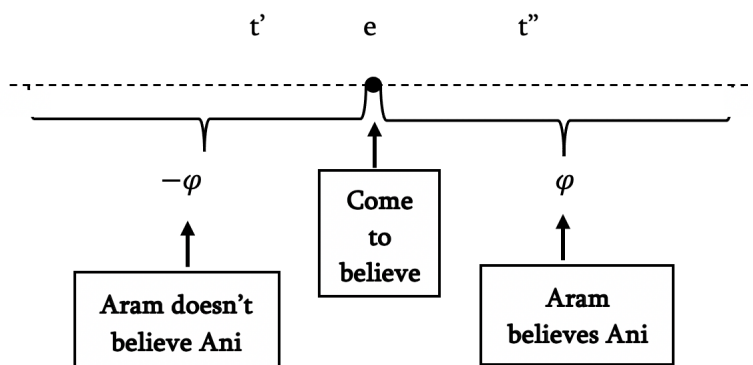 t’ e t”
−φ φ
Come
to
believe
Aram doesn’t
believe Ani
Aram
believes Ani